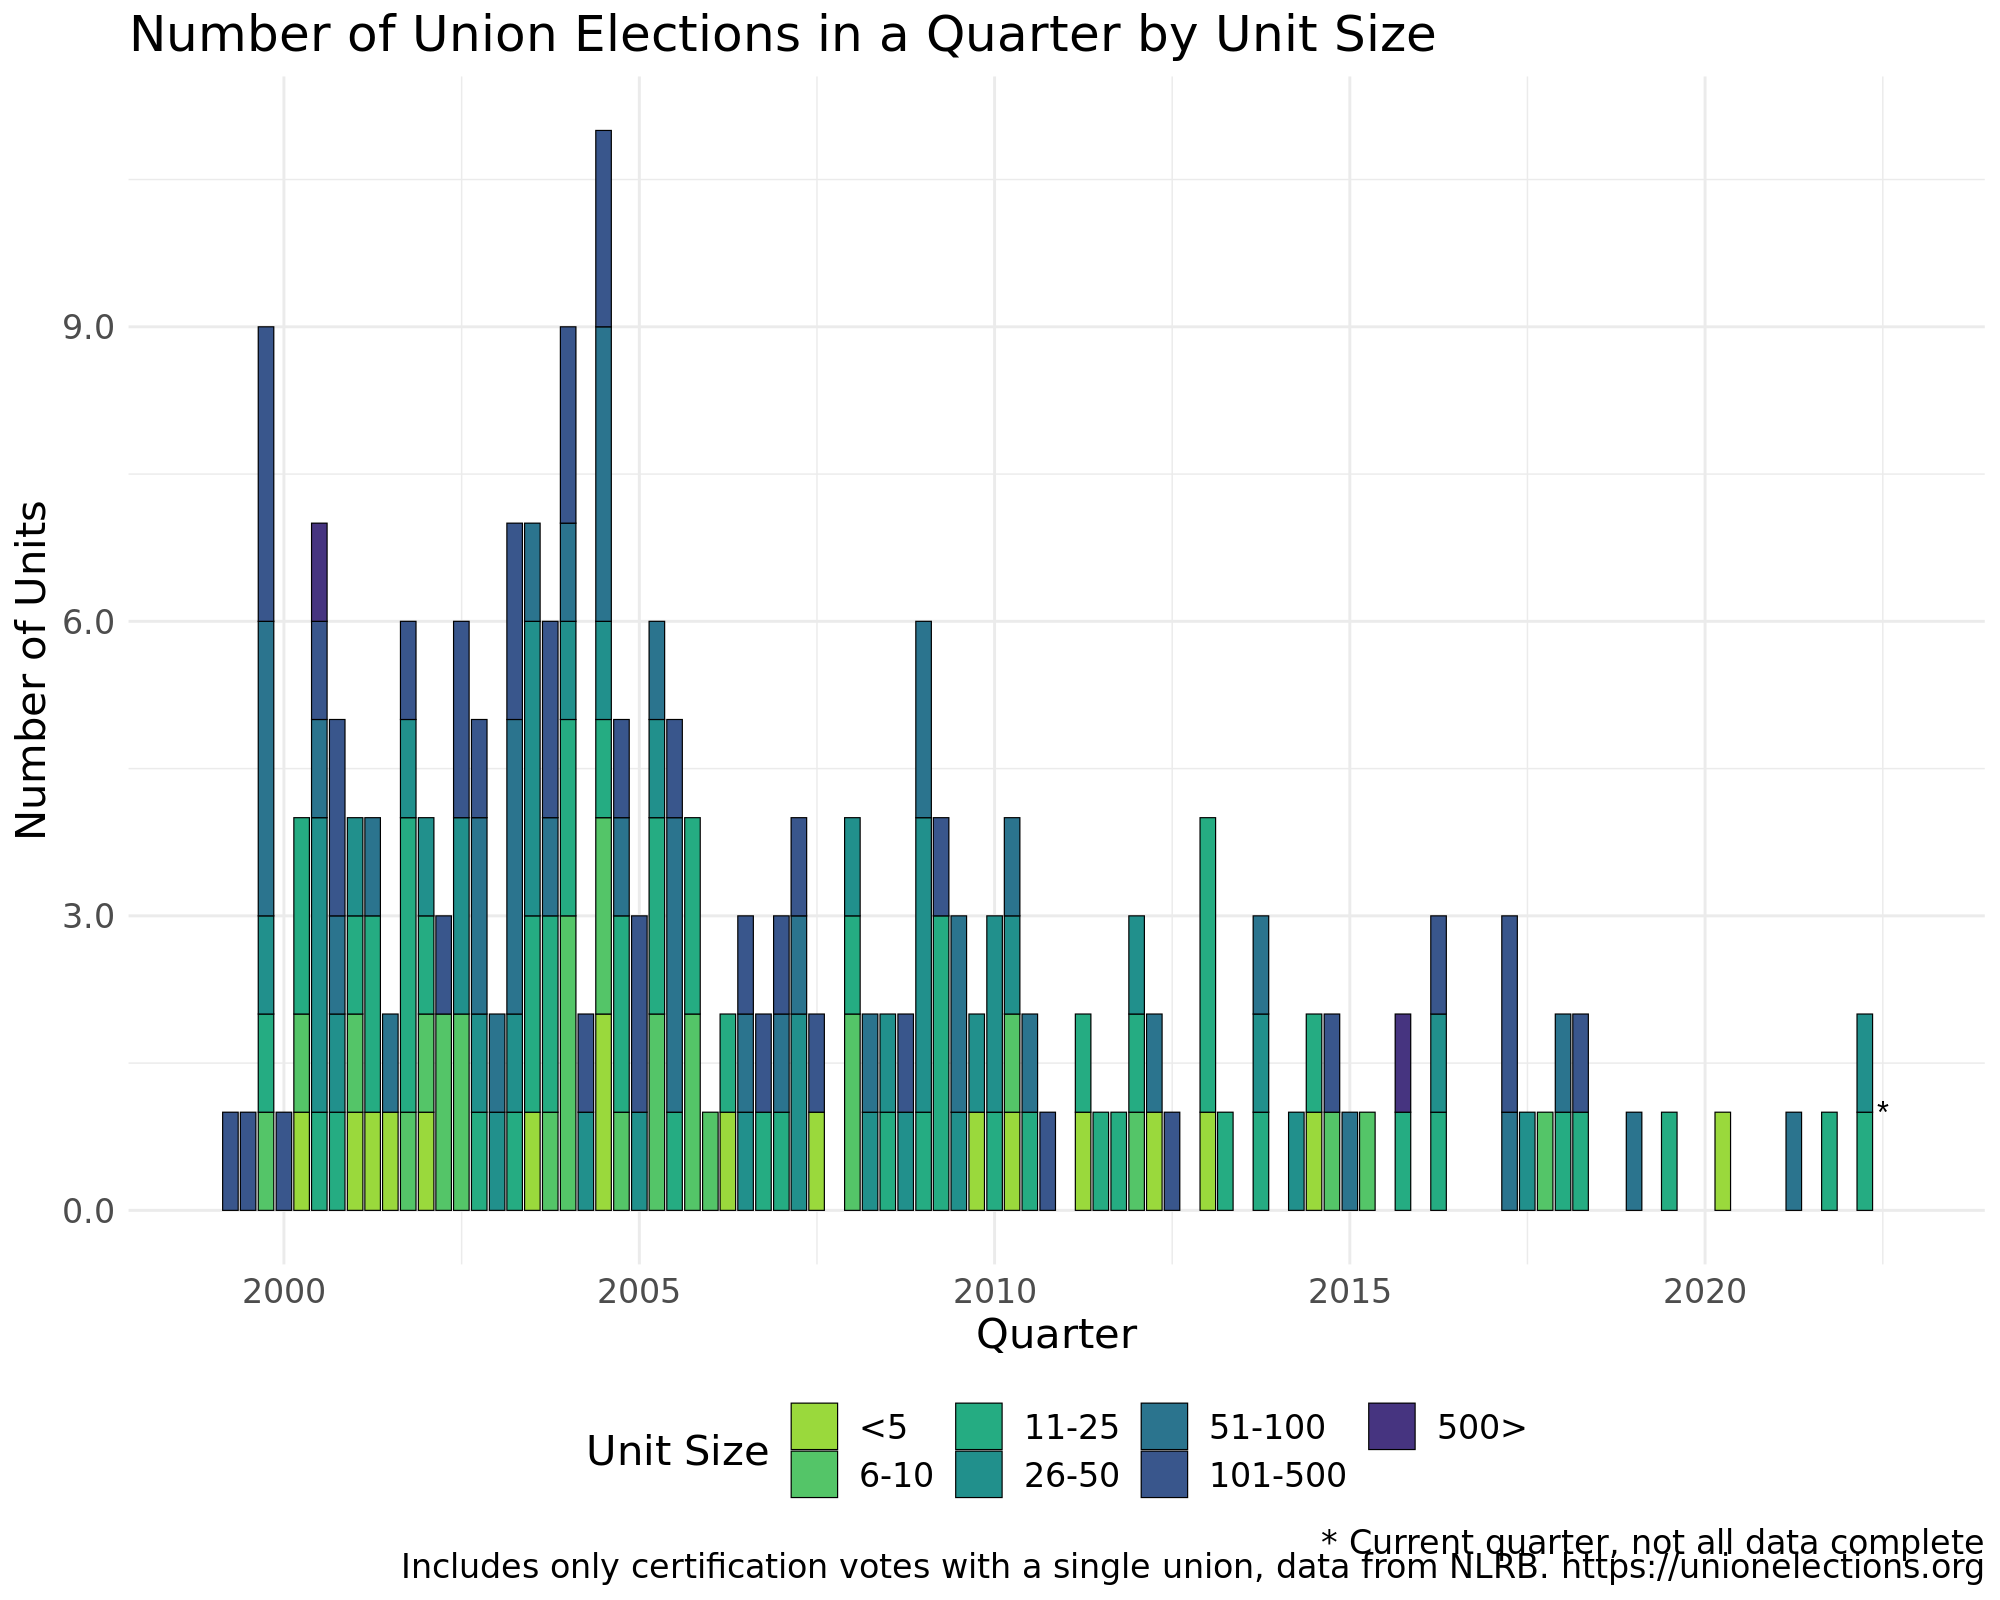 Number of Union Elections in a Quarter by Unit Size
Number of Units
9.0
6.0
3.0
0.0
*
2000 2005 2010 2015 2020
Quarter
Unit Size
<5 11-25 51-100 500>
6-10 26-50 101-500
* Current quarter, not all data complete
Includes only certification votes with a single union, data from NLRB. https://unionelections.org